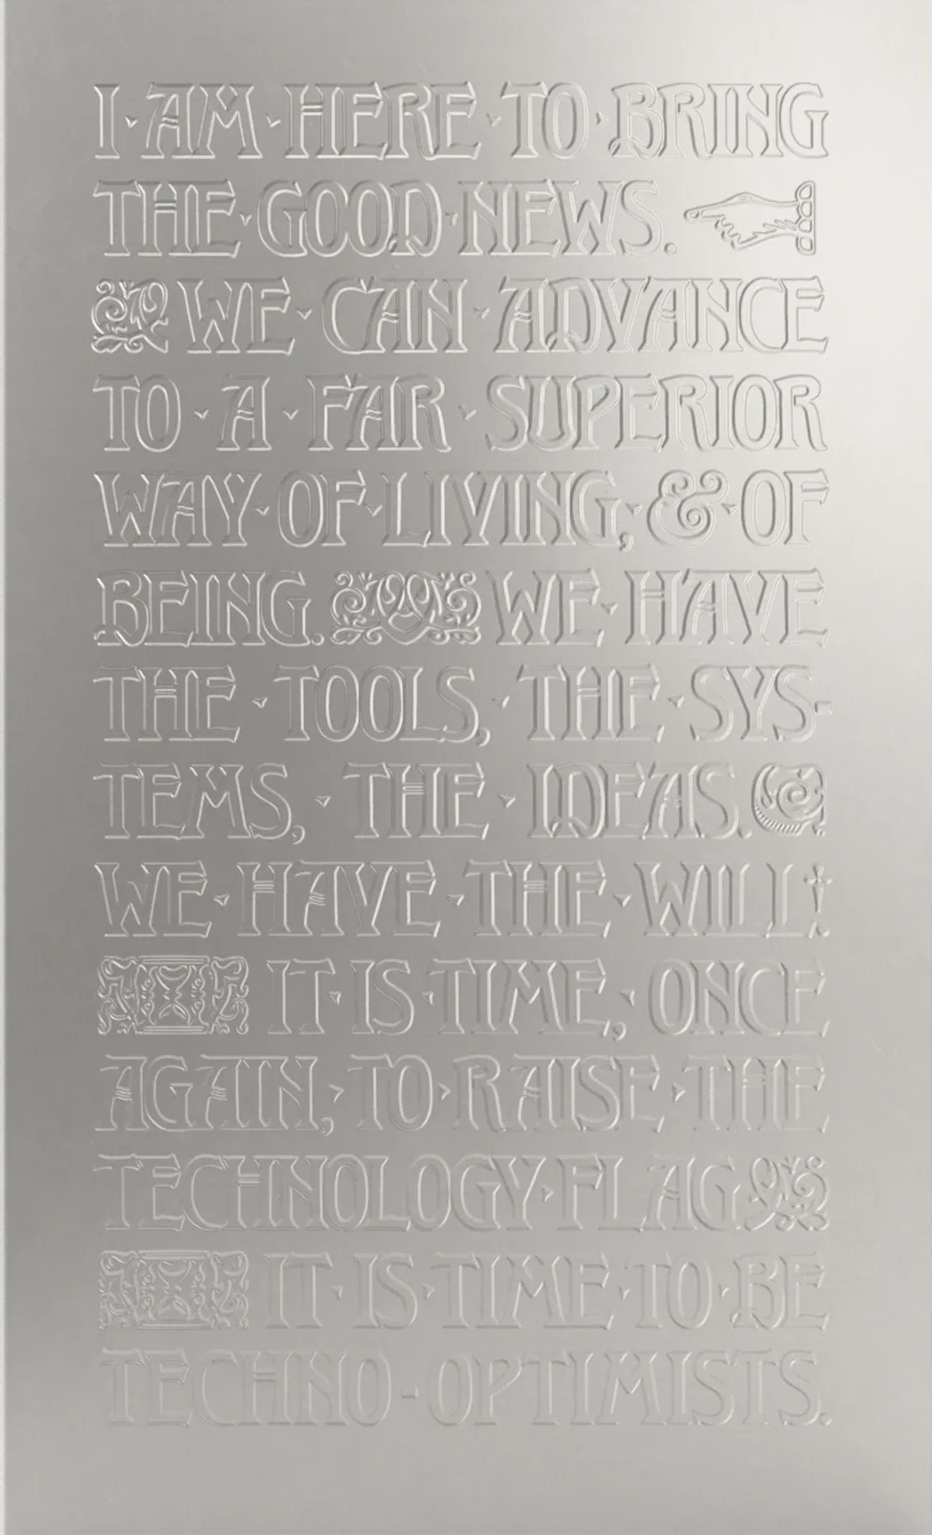 I·AM·HERE·TO·BRING
THE·GOOD·NEWS.
WE·CAN·ADVANCE
TO·A·FAR·SUPERIOR
WAY·OF·LIVING,·&·OF
BEING. WE·HAVE
THE·TOOLS,·THE·SYS-
TEMS,·THE·IDEAS.
WE·HAVE·THE·WILL!
IT·IS·TIME,·ONCE
AGAIN,·TO·RAISE·THE
TECHNOLOGY·FLAG
IT·IS·TIME·TO·BE
TECHNO-OPTIMISTS.